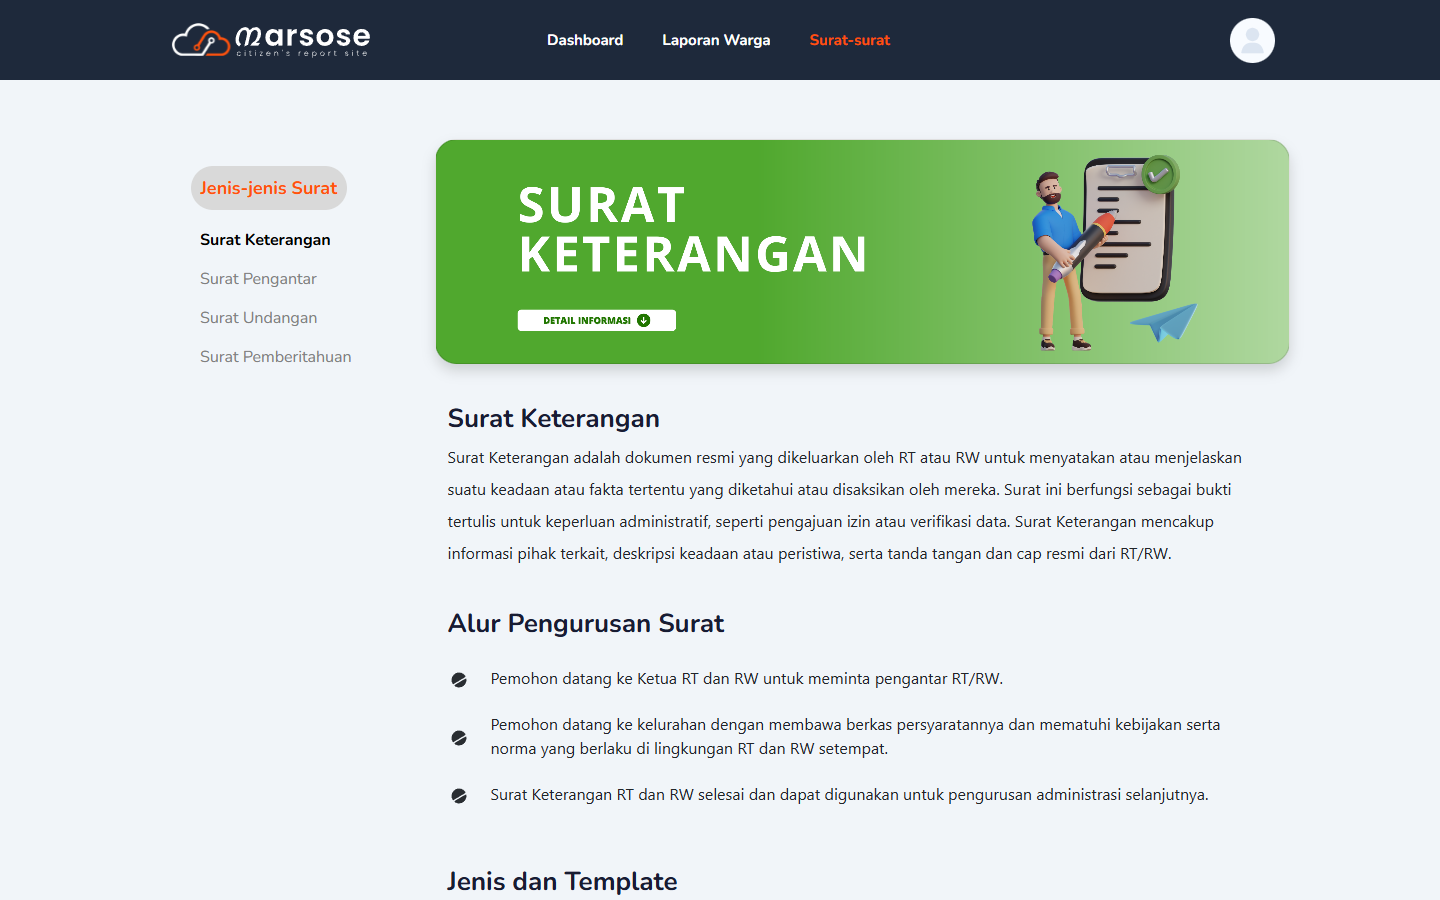 marsose
citizen's report site
Dashboard
Laporan Warga
Surat-surat
Jenis-jenis Surat
Surat Keterangan
Surat Pengantar
Surat Undangan
Surat Pemberitahuan
SURAT
KETERANGAN
DETAIL INFORMASI
Surat Keterangan
Surat Keterangan adalah dokumen resmi yang dikeluarkan oleh RT atau RW untuk menyatakan atau menjelaskan
suatu keadaan atau fakta tertentu yang diketahui atau disaksikan oleh mereka. Surat ini berfungsi sebagai bukti
tertulis untuk keperluan administratif, seperti pengajuan izin atau verifikasi data. Surat Keterangan mencakup
informasi pihak terkait, deskripsi keadaan atau peristiwa, serta tanda tangan dan cap resmi dari RT/RW.
Alur Pengurusan Surat
Pemohon datang ke Ketua RT dan RW untuk meminta pengantar RT/RW.
Pemohon datang ke kelurahan dengan membawa berkas persyaratannya dan mematuhi kebijakan serta
norma yang berlaku di lingkungan RT dan RW setempat.
Surat Keterangan RT dan RW selesai dan dapat digunakan untuk pengurusan administrasi selanjutnya.
Jenis dan Template